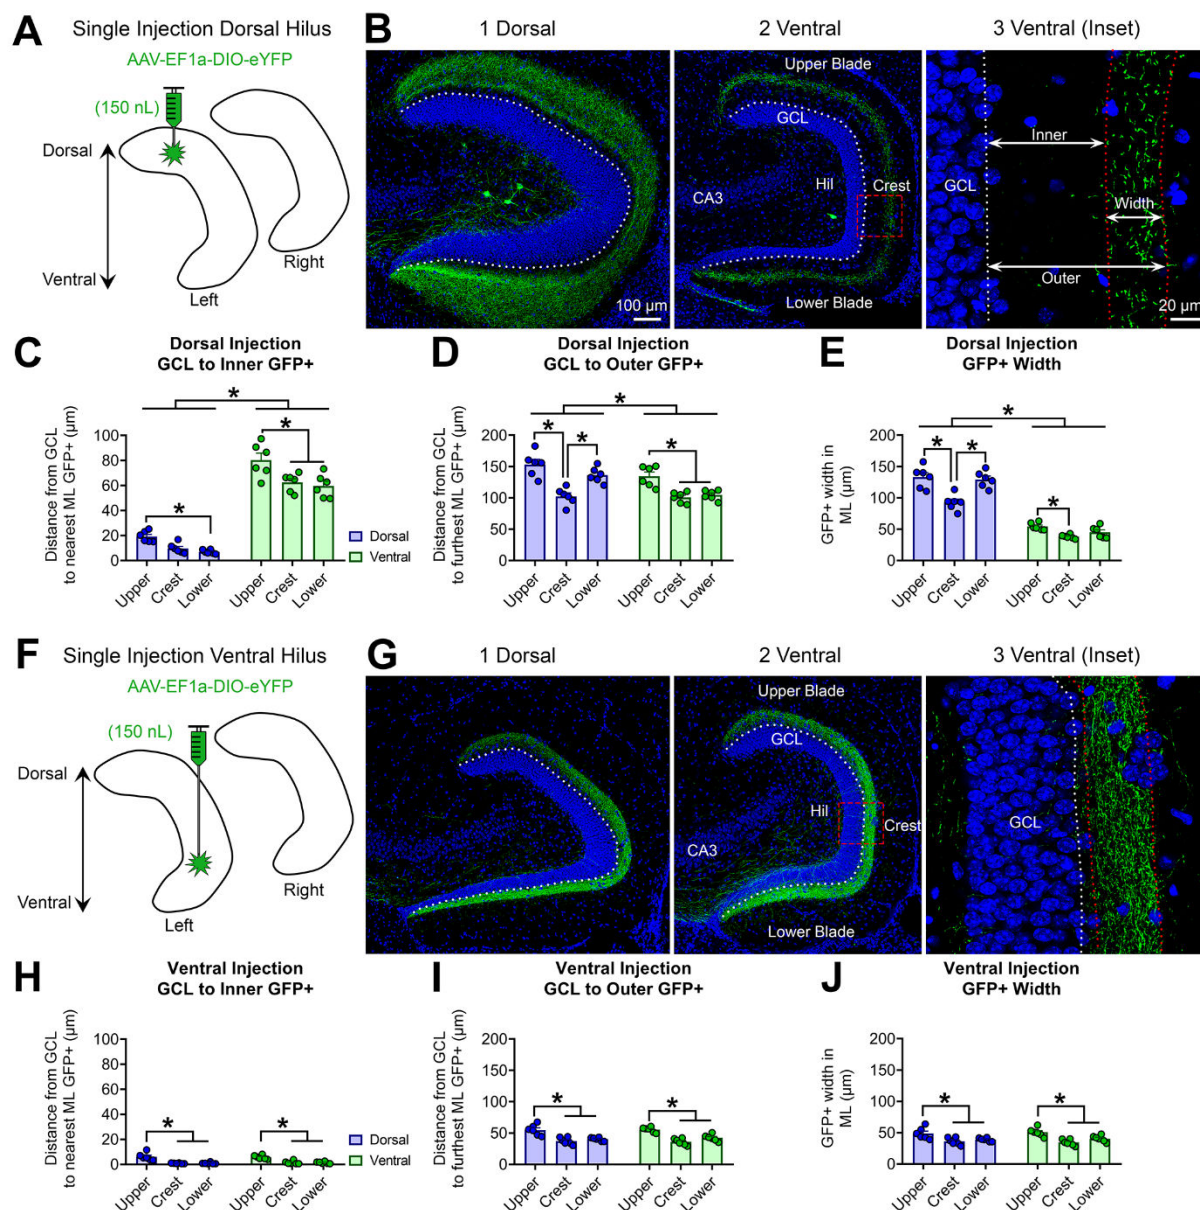 A
Single Injection Dorsal Hilus
AAV-EF1a-DIO-eYFP
(150 nL)
Dorsal
Ventral
Left
Right
B
1 Dorsal
2 Ventral
3 Ventral (Inset)
100 µm
Upper Blade
GCL
Hil
Crest
CA3
Lower Blade
Inner
GCL
Width
Outer
20 µm
C
Dorsal Injection
GCL to Inner GFP+
Distance from GCL
to nearest ML GFP+ (µm)
100
80
60
40
20
0
*
*
*
Upper
Crest
Lower
Upper
Crest
Lower
Dorsal
Ventral
D
Dorsal Injection
GCL to Outer GFP+
Distance from GCL
to furthest ML GFP+ (µm)
200
150
100
50
0
*
*
*
*
Upper
Crest
Lower
Upper
Crest
Lower
E
Dorsal Injection
GFP+ Width
GFP+ width in
ML (µm)
200
150
100
50
0
*
*
*
*
Upper
Crest
Lower
Upper
Crest
Lower
F
Single Injection Ventral Hilus
AAV-EF1a-DIO-eYFP
(150 nL)
Dorsal
Ventral
Left
Right
G
1 Dorsal
2 Ventral
3 Ventral (Inset)
Upper Blade
GCL
Hil
Crest
CA3
Lower Blade
GCL
H
Ventral Injection
GCL to Inner GFP+
Distance from GCL
to nearest ML GFP+ (µm)
100
80
60
40
20
0
*
*
Upper
Crest
Lower
Upper
Crest
Lower
Dorsal
Ventral
I
Ventral Injection
GCL to Outer GFP+
Distance from GCL
to furthest ML GFP+ (µm)
200
150
100
50
0
*
*
Upper
Crest
Lower
Upper
Crest
Lower
J
Ventral Injection
GFP+ Width
GFP+ width in
ML (µm)
200
150
100
50
0
*
*
Upper
Crest
Lower
Upper
Crest
Lower